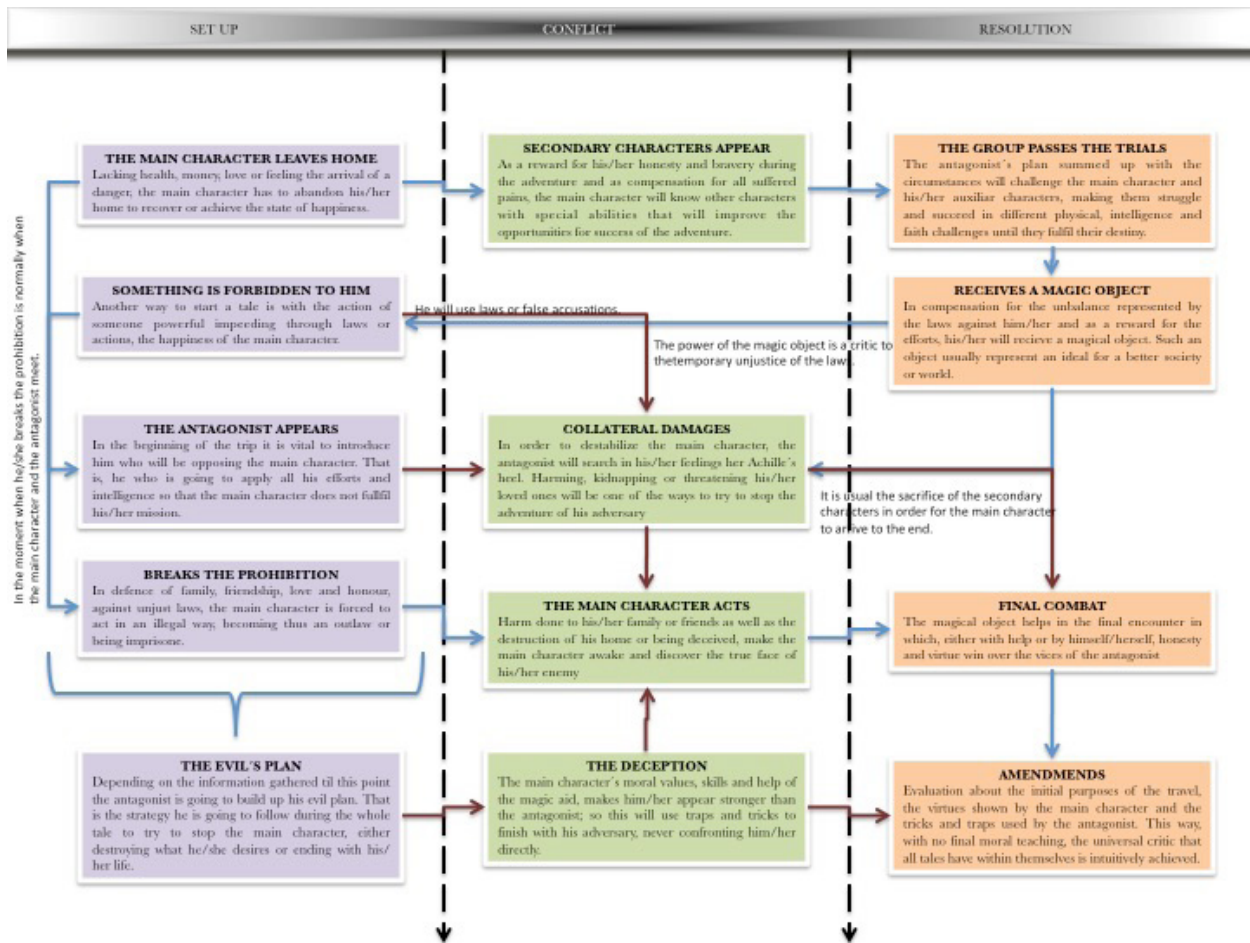 SET UP
CONFLICT
RESOLUTION
THE MAIN CHARACTER LEAVES HOME
Lacking health, money, love or feeling the arrival of a
danger, the main character has to abandon his/her
home to recover or achieve the state of happiness.
SOMETHING IS FORBIDDEN TO HIM
Another way to start a tale is with the action of
someone powerful impeeding through laws or
actions, the happiness of the main character.
THE ANTAGONIST APPEARS
In the beginning of the trip it is vital to introduce
him who will be opposing the main character. That
is, he who is going to apply all his efforts and
intelligence so that the main character does not fullfil
his/her mission.
BREAKS THE PROHIBITION
In defence of family, friendship, love and honour,
against unjust laws, the main character is forced to
act in an illegal way, becoming thus an outlaw or
being imprisone.
THE EVIL´S PLAN
Depending on the information gathered til this point
the antagonist is going to build up his evil plan. That
is the strategy he is going to follow during the whole
tale to try to stop the main character, either
destroying what he/she desires or ending with his/
her life.
In the moment when he/she breaks the prohibition is normally when
the main character and the antagonist meet.
SECONDARY CHARACTERS APPEAR
As a reward for his/her honesty and bravery during
the adventure and as compensation for all suffered
pains, the main character will know other characters
with special abilities that will improve the
opportunities for success of the adventure.
He will use laws or false accusations.
The power of the magic object is a critic to
thetemporary unjustice of the laws.
COLLATERAL DAMAGES
In order to destabilize the main character, the
antagonist will search in his/her feelings her Achille´s
heel. Harming, kidnapping or threatening his/her
loved ones will be one of the ways to try to stop the
adventure of his adversary
It is usual the sacrifice of the secondary
characters in order for the main character
to arrive to the end.
THE MAIN CHARACTER ACTS
Harm done to his/her family or friends as well as the
destruction of his home or being deceived, make the
main character awake and discover the true face of
his/her enemy
THE DECEPTION
The main character´s moral values, skills and help of
the magic aid, makes him/her appear stronger than
the antagonist; so this will use traps and tricks to
finish with his adversary, never confronting him/her
directly.
THE GROUP PASSES THE TRIALS
The antagonist´s plan summed up with the
circumstances will challenge the main character and
his/her auxiliar characters, making them struggle
and succeed in different physical, intelligence and
faith challenges until they fulfil their destiny.
RECEIVES A MAGIC OBJECT
In compensation for the unbalance represented by
the laws against him/her and as a reward for the
efforts, his/her will recieve a magical object. Such an
object usually represent an ideal for a better society
or world.
FINAL COMBAT
The magical object helps in the final encounter in
which, either with help or by himself/herself, honesty
and virtue win over the vices of the antagonist
AMENDMENDS
Evaluation about the initial purposes of the travel,
the virtues shown by the main character and the
tricks and traps used by the antagonist. This way,
with no final moral teaching, the universal critic that
all tales have within themselves is intuitively achieved.